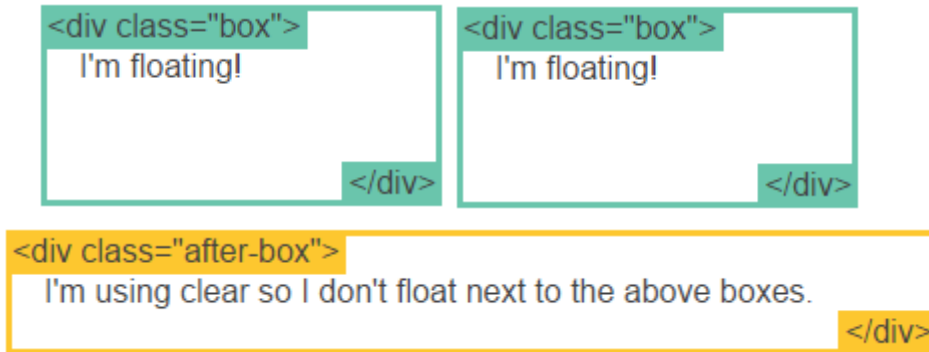 <div class="box">
I'm floating!
</div>
<div class="box">
I'm floating!
</div>
<div class="after-box">
I'm using clear so I don't float next to the above boxes.
</div>